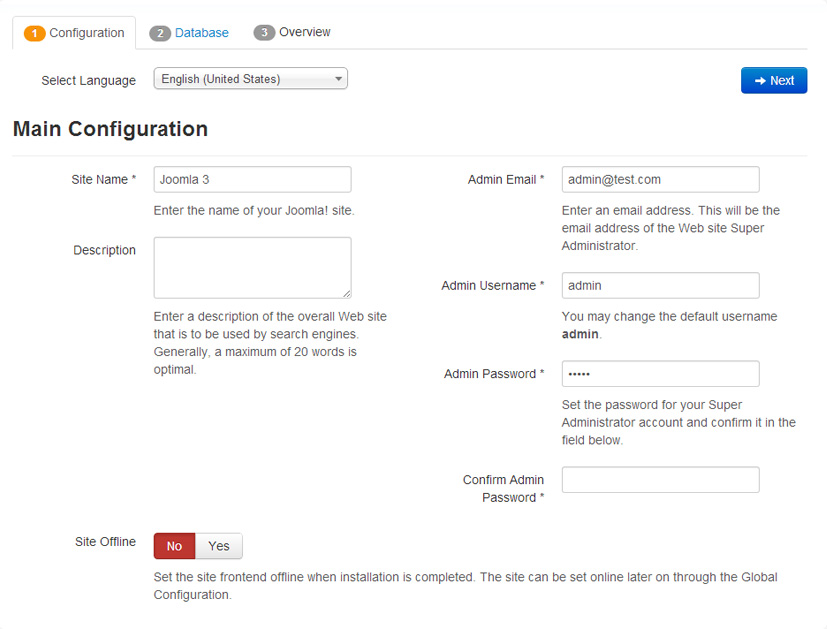 1 Configuration
2 Database
3 Overview
Select Language
English (United States)
Next
Main Configuration
Site Name *
Joomla 3
Enter the name of your Joomla! site.
Description
Enter a description of the overall Web site
that is to be used by search engines.
Generally, a maximum of 20 words is
optimal.
Admin Email *
admin@test.com
Enter an email address. This will be the
email address of the Web site Super
Administrator.
Admin Username *
admin
You may change the default username
admin.
Admin Password *
•••••
Set the password for your Super
Administrator account and confirm it in the
field below.
Confirm Admin
Password *
Site Offline
No
Yes
Set the site frontend offline when installation is completed. The site can be set online later on through the Global
Configuration.